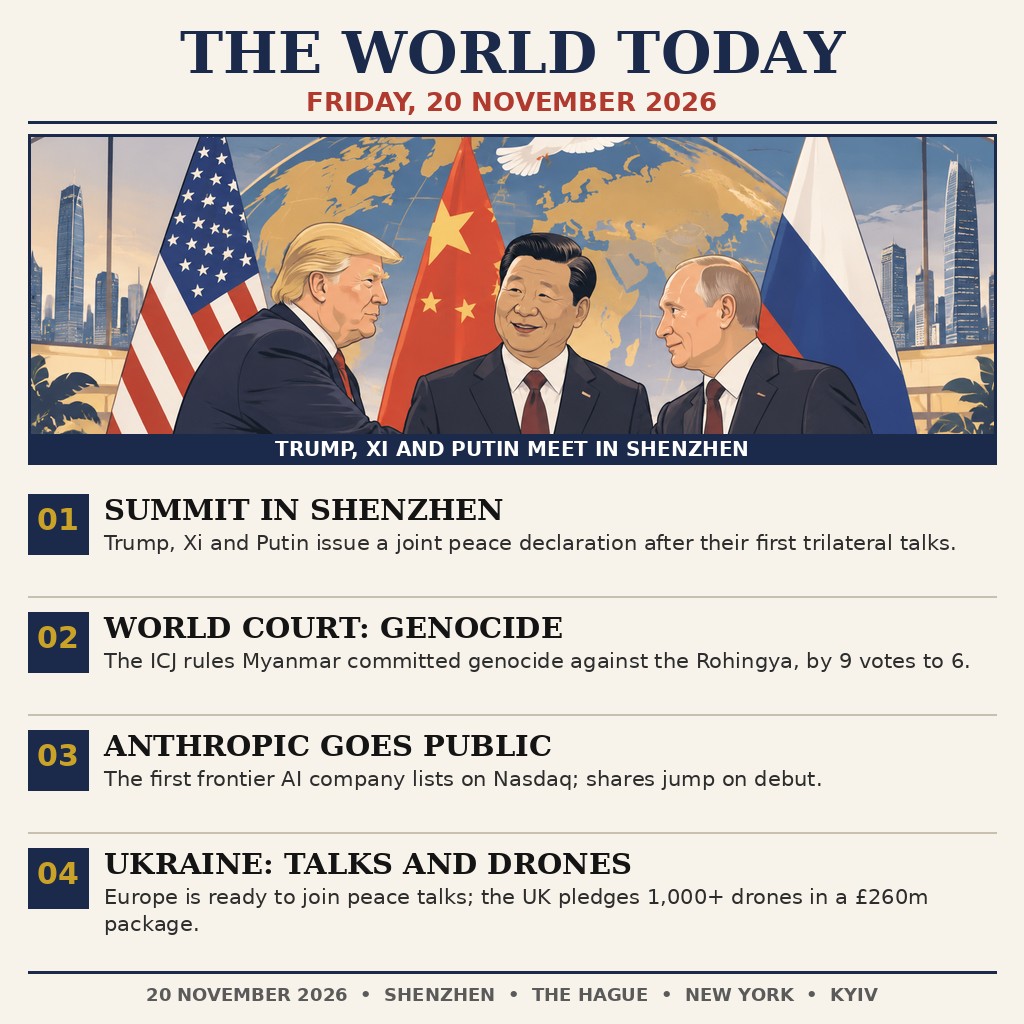 THE WORLD TODAY
FRIDAY, 20 NOVEMBER 2026
TRUMP, XI AND PUTIN MEET IN SHENZHEN
01
SUMMIT IN SHENZHEN
Trump, Xi and Putin issue a joint peace declaration after their first trilateral talks.
02
WORLD COURT: GENOCIDE
The ICJ rules Myanmar committed genocide against the Rohingya, by 9 votes to 6.
03
ANTHROPIC GOES PUBLIC
The first frontier AI company lists on Nasdaq; shares jump on debut.
04
UKRAINE: TALKS AND DRONES
Europe is ready to join peace talks; the UK pledges 1,000+ drones in a £260m
package.
20 NOVEMBER 2026 • SHENZHEN • THE HAGUE • NEW YORK • KYIV